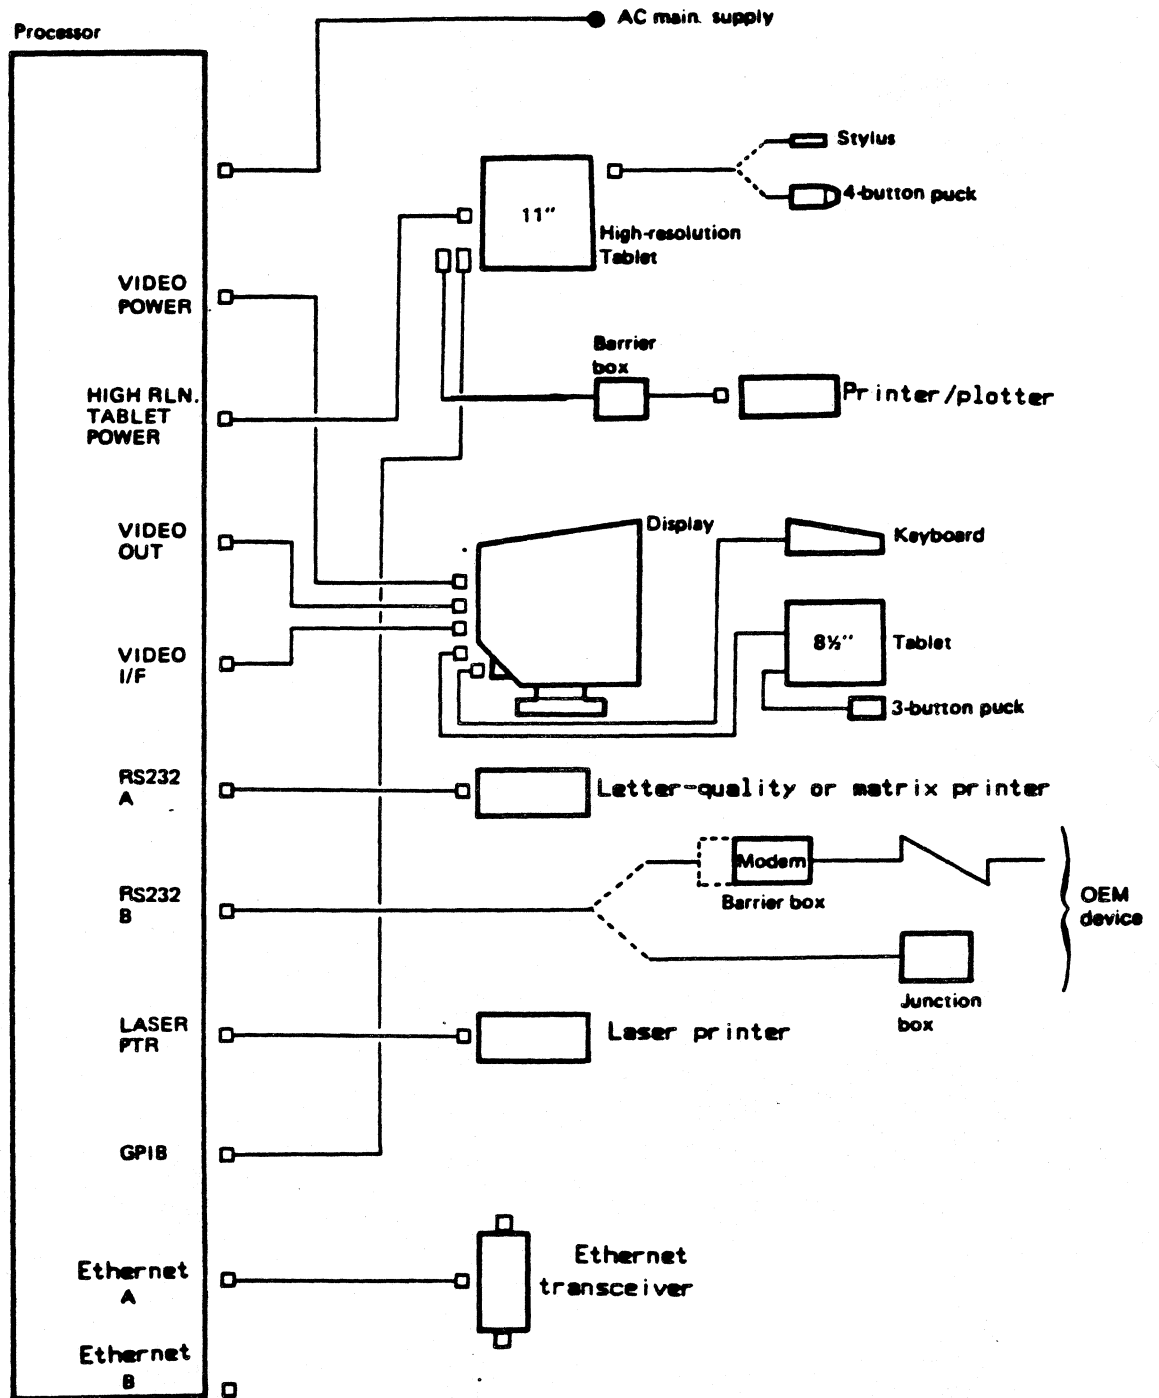 AC main. supply
Processor
Stylus
4-button puck
11"
High-resolution
Tablet
VIDEO
POWER
Barrier
box
HIGH RLN.
TABLET
POWER
Printer/plotter
VIDEO
OUT
Display
Keyboard
VIDEO
I/F
8½"
Tablet
3-button puck
RS232
A
Letter-quality or matrix printer
RS232
B
Modem
Barrier box
OEM
device
Junction
box
LASER
PTR
Laser printer
GPIB
Ethernet
A
Ethernet
transceiver
Ethernet
B